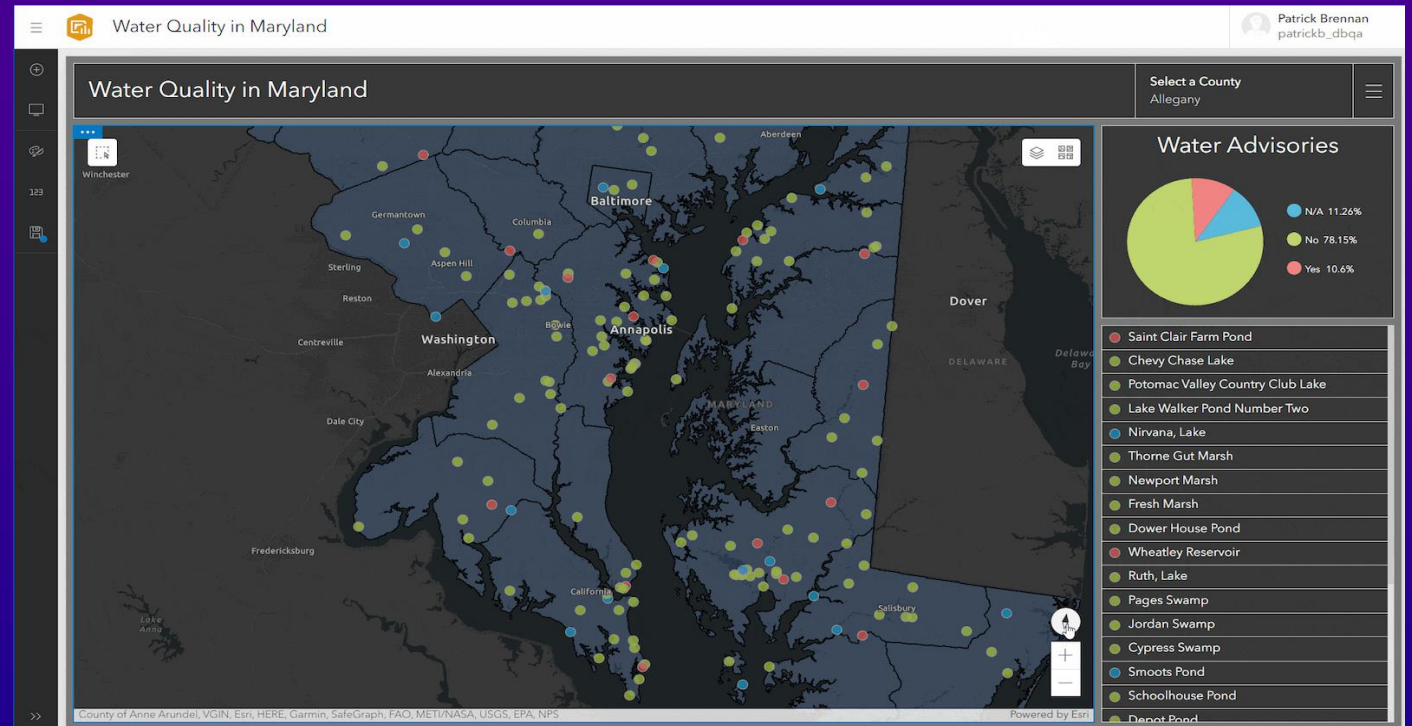 Water Quality in Maryland
Patrick Brennan
patrickb_dbqa
Water Quality in Maryland
Select a County
Allegany
123
Winchester
Aberdeen
Baltimore
Germantown
Columbia
Sterling
Aspen Hill
Reston
Dover
Centreville
Washington
Bowie
Annapolis
DELAWARE
Delawa
Bay
Alexandria
MARYLAND
Dale City
Easton
Fredericksburg
California
Salisbury
Lake
Anna
County of Anne Arundel, VGIN, Esri, HERE, Garmin, SafeGraph, FAO, METI/NASA, USGS, EPA, NPS
Powered by Esri
Water Advisories
N/A 11.26%
No 78.15%
Yes 10.6%
Saint Clair Farm Pond
Chevy Chase Lake
Potomac Valley Country Club Lake
Lake Walker Pond Number Two
Nirvana, Lake
Thorne Gut Marsh
Newport Marsh
Fresh Marsh
Dower House Pond
Wheatley Reservoir
Ruth, Lake
Pages Swamp
Jordan Swamp
Cypress Swamp
Smoots Pond
Schoolhouse Pond
Depot Pond